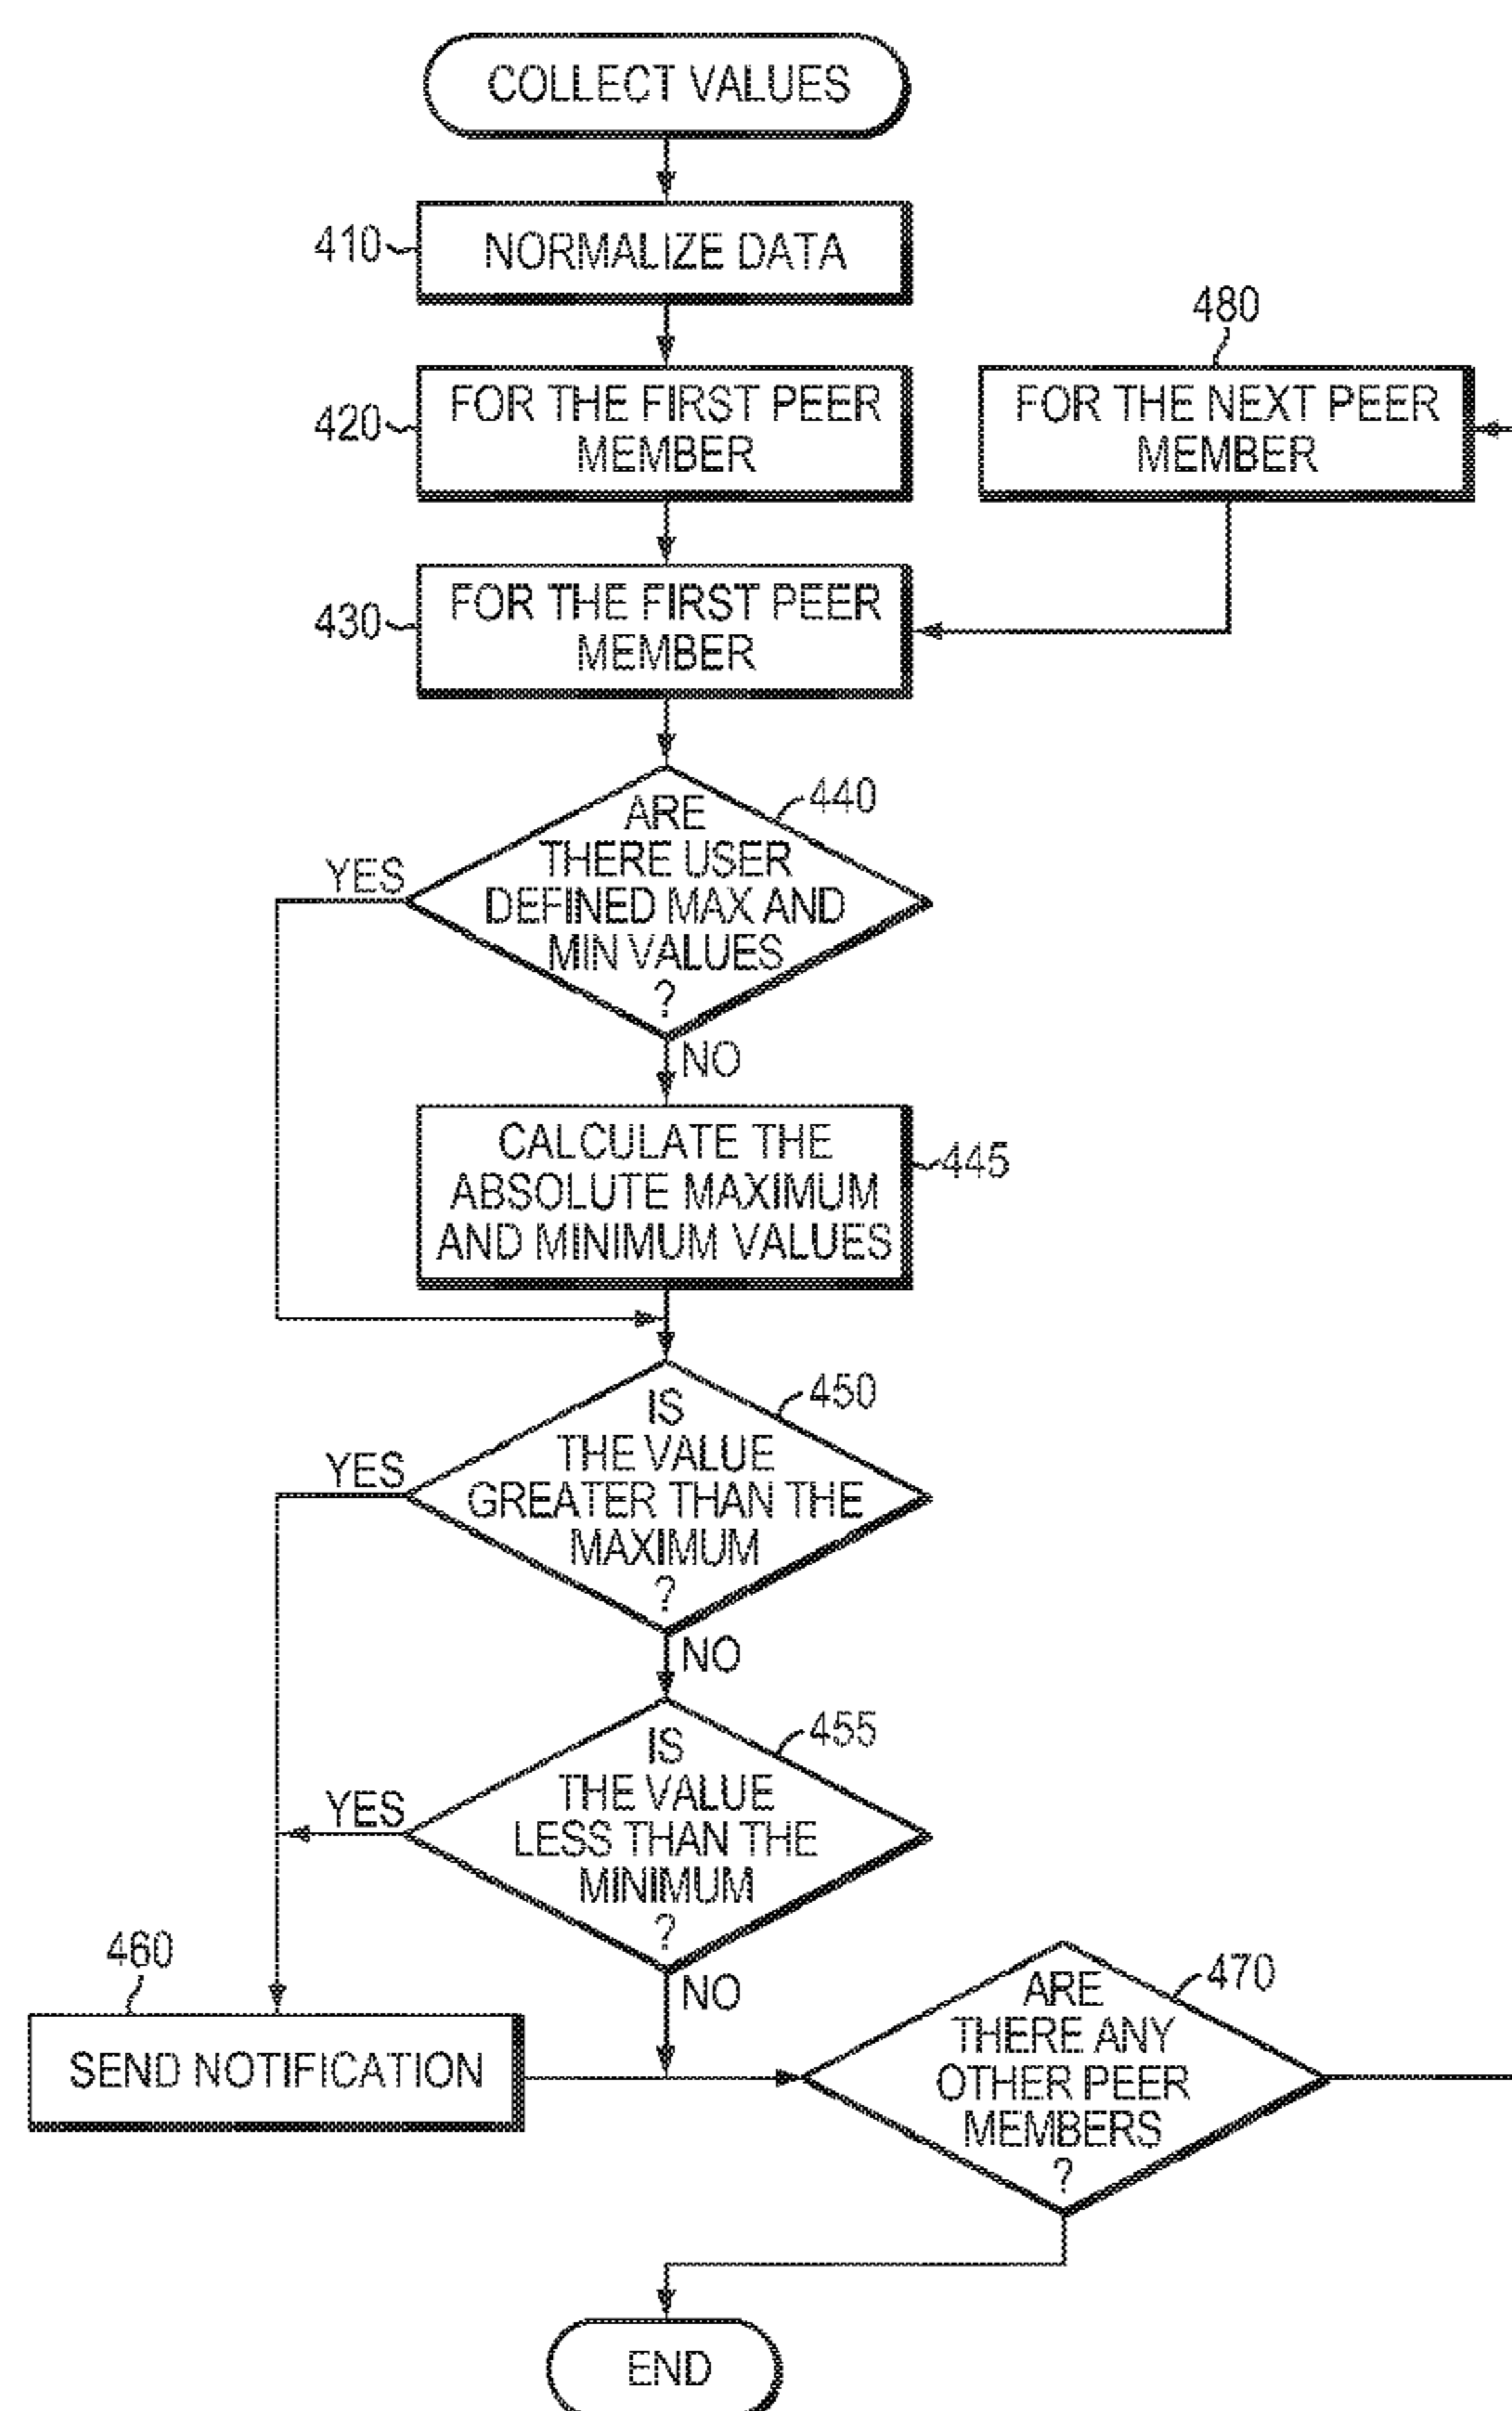 COLLECT VALUES
410
NORMALIZE DATA
480
420
FOR THE FIRST PEER
MEMBER
FOR THE NEXT PEER
MEMBER
430
FOR THE FIRST PEER
MEMBER
440
YES
ARE
THERE USER
DEFINED MAX AND
MIN VALUES
?
NO
CALCULATE THE
ABSOLUTE MAXIMUM
AND MINIMUM VALUES
445
450
YES
IS
THE VALUE
GREATER THAN THE
MAXIMUM
?
NO
455
YES
IS
THE VALUE
LESS THAN THE
MINIMUM
?
NO
460
SEND NOTIFICATION
470
ARE
THERE ANY
OTHER PEER
MEMBERS
?
END